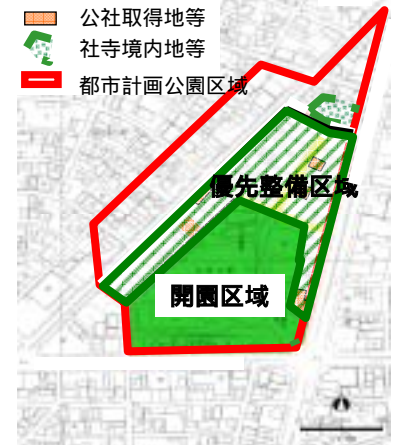 公社取得地等
社寺境内地等
都市計画公園区域
優先整備区域
開園区域